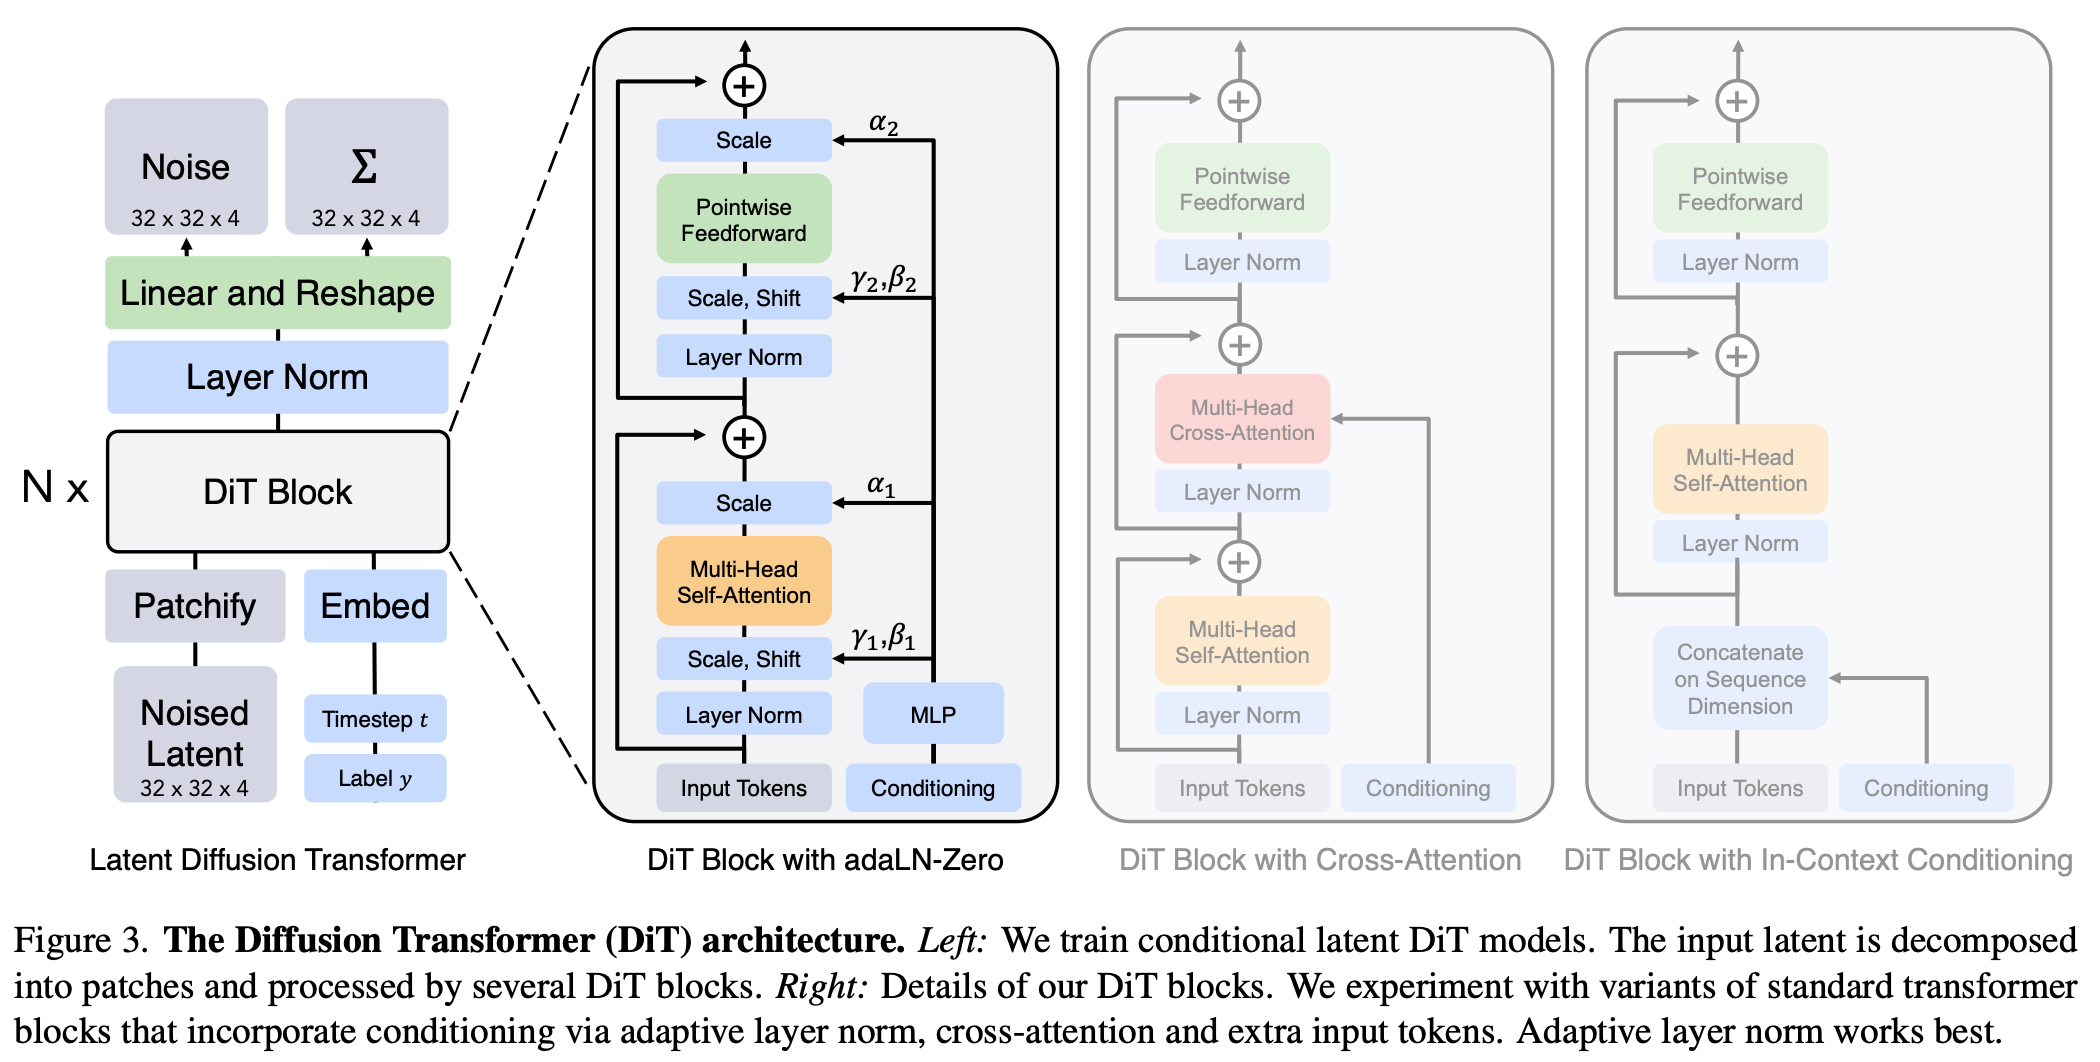 Noise
32 x 32 x 4
Σ
32 x 32 x 4
Linear and Reshape
Layer Norm
N x
DiT Block
Patchify
Embed
Noised
Latent
32 x 32 x 4
Timestep t
Label y
Latent Diffusion Transformer
α₂
Scale
Pointwise
Feedforward
γ₂,β₂
Scale, Shift
Layer Norm
α₁
Scale
Multi-Head
Self-Attention
γ₁,β₁
Scale, Shift
Layer Norm
MLP
Input Tokens
Conditioning
DiT Block with adaLN-Zero
Pointwise
Feedforward
Layer Norm
Multi-Head
Cross-Attention
Layer Norm
Multi-Head
Self-Attention
Layer Norm
Input Tokens
Conditioning
DiT Block with Cross-Attention
Pointwise
Feedforward
Layer Norm
Multi-Head
Self-Attention
Layer Norm
Concatenate
on Sequence
Dimension
Input Tokens
Conditioning
DiT Block with In-Context Conditioning
Figure 3. The Diffusion Transformer (DiT) architecture. Left: We train conditional latent DiT models. The input latent is decomposed
into patches and processed by several DiT blocks. Right: Details of our DiT blocks. We experiment with variants of standard transformer
blocks that incorporate conditioning via adaptive layer norm, cross-attention and extra input tokens. Adaptive layer norm works best.